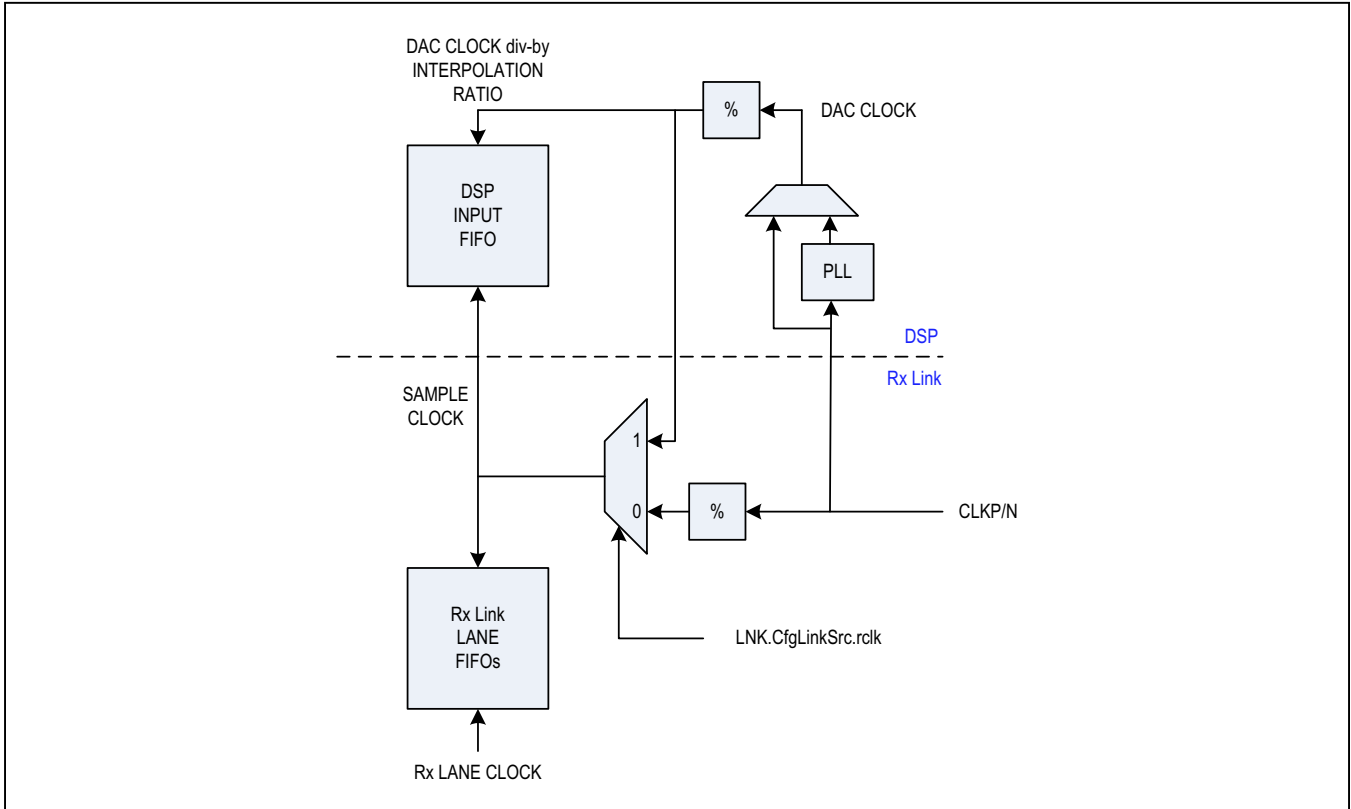 DAC CLOCK div-by
INTERPOLATION
RATIO
%
DAC CLOCK
DSP
INPUT
FIFO
PLL
DSP
Rx Link
SAMPLE
CLOCK
1
0
%
CLKP/N
Rx Link
LANE
FIFOs
LNK.CfgLinkSrc.rclk
Rx LANE CLOCK